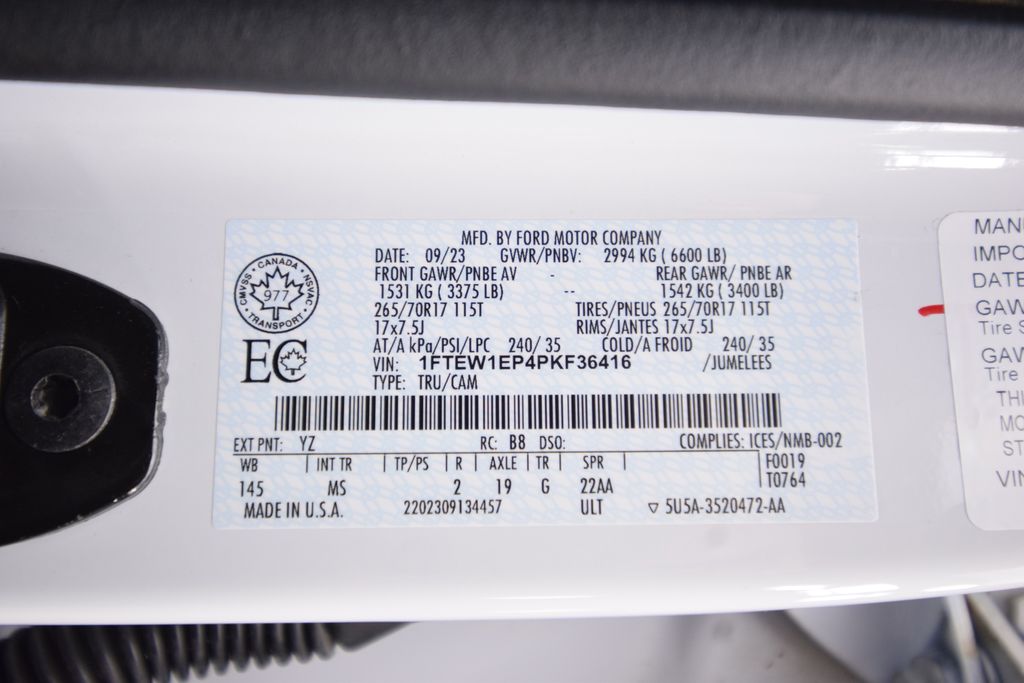 MFD. BY FORD MOTOR COMPANY
DATE: 09/23 GVWR/PNBV: 2994 KG ( 6600 LB)
FRONT GAWR/PNBE AV - REAR GAWR/ PNBE AR
1531 KG ( 3375 LB) -- 1542 KG ( 3400 LB)
265/70R17 115T TIRES/PNEUS 265/70R17 115T
17x7.5J RIMS/JANTES 17x7.5J
AT/A kPa/PSI/LPC 240/ 35 COLD/A FROID 240/ 35
VIN: 1FTEW1EP4PKF36416 /JUMELEES
TYPE: TRU/CAM
CMVSS • CANADA • NSVAC
977
• TRANSPORT •
EC
EXT PNT: YZ RC: B8 DSO: COMPLIES: ICES/NMB-002
WB | INT TR | TP/PS | R | AXLE | TR | SPR | F0019
145 MS 2 19 G 22AA T0764
MADE IN U.S.A. 2202309134457 ULT ▽ 5U5A-3520472-AA
MANU
IMPO
DATE
GAW
Tire S
GAW
Tire
THI
MO
ST
VIN